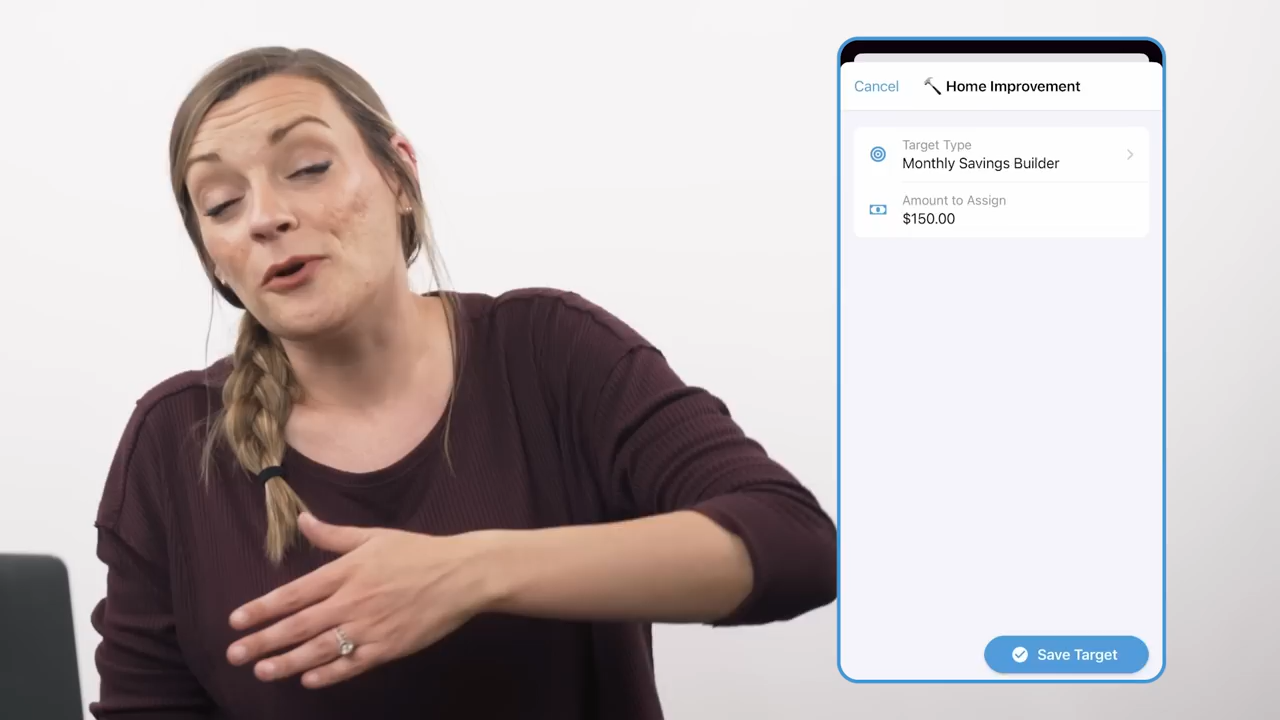 Cancel
Home Improvement
Target Type
Monthly Savings Builder
Amount to Assign
$150.00
Save Target